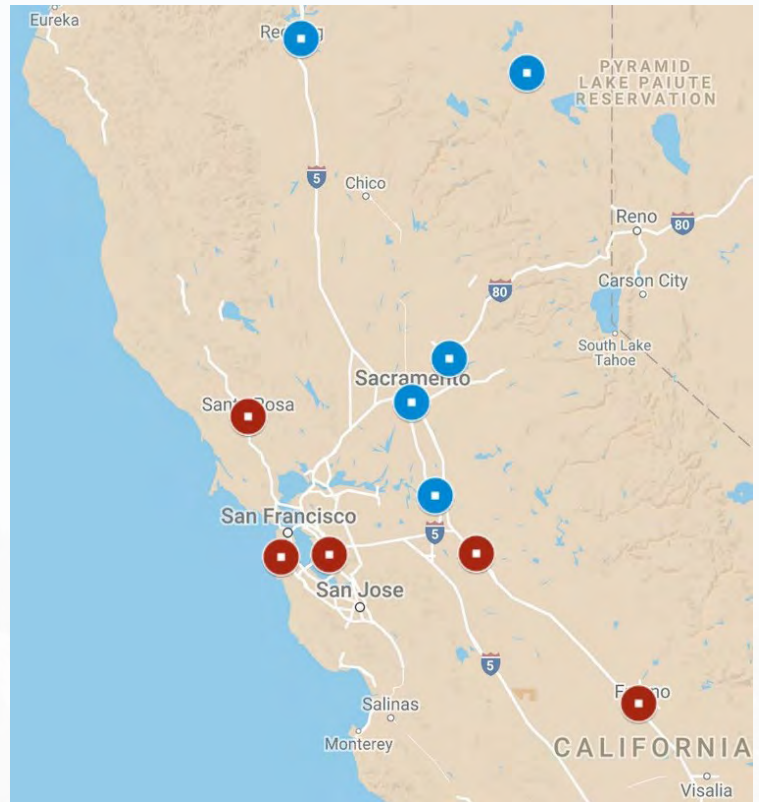 Eureka
PYRAMID
LAKE PAIUTE
RESERVATION
5
Chico
Reno
80
Carson City
80
South Lake
Tahoe
Sacramento
San Francisco
5
San Jose
5
Salinas
Monterey
CALIFORNIA
Visalia